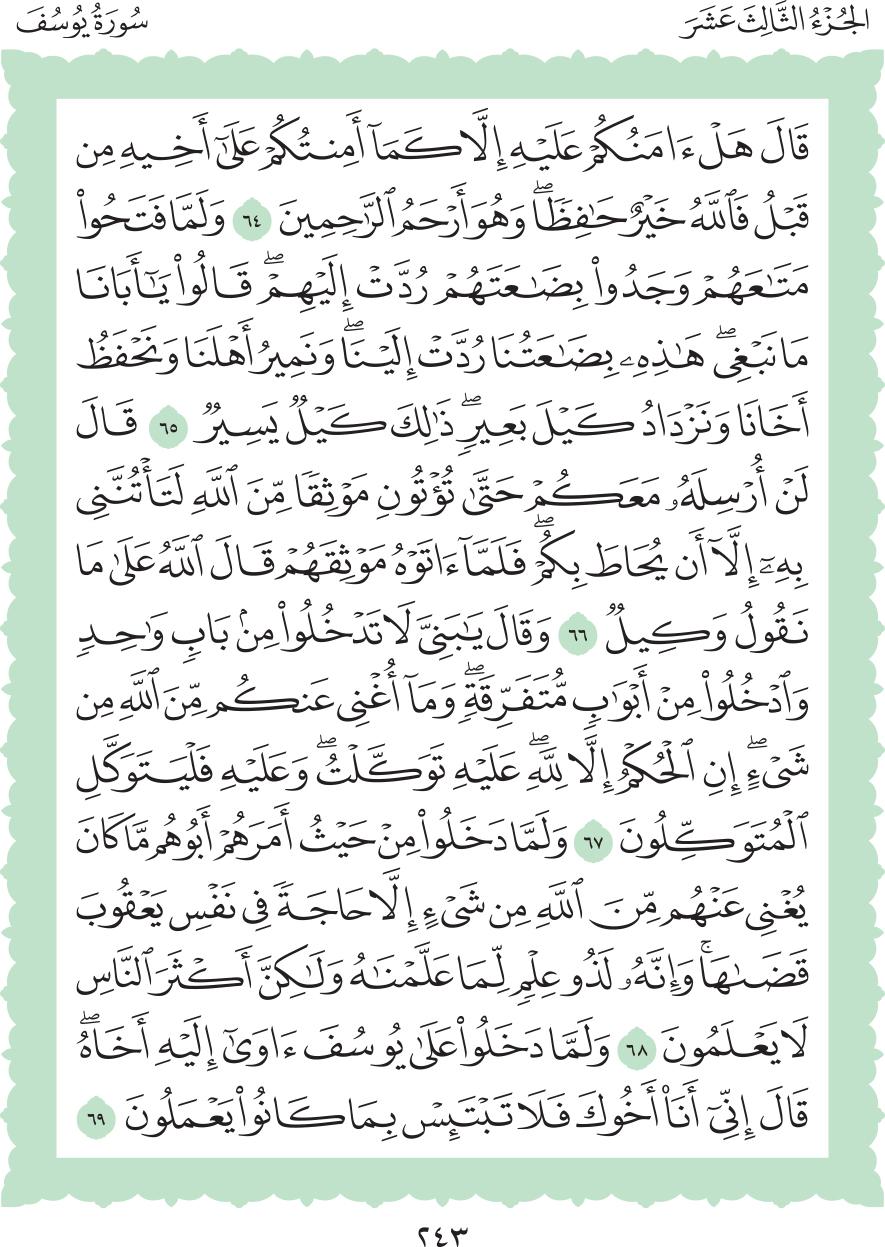 الجُزْءُ الثَّالِثَ عَشَرَ
سُورَةُ يُوسُفَ
قَالَ هَلْ ءَامَنُكُمْ عَلَيْهِ إِلَّا كَمَآ أَمِنتُكُمْ عَلَىٰٓ أَخِيهِ مِن
قَبْلُ فَٱللَّهُ خَيْرٌ حَـٰفِظًاۖ وَهُوَ أَرْحَمُ ٱلرَّٰحِمِينَ ٦٤ وَلَمَّا فَتَحُوا۟
مَتَـٰعَهُمْ وَجَدُوا۟ بِضَـٰعَتَهُمْ رُدَّتْ إِلَيْهِمْۖ قَالُوا۟ يَـٰٓأَبَانَا
مَا نَبْغِىۖ هَـٰذِهِۦ بِضَـٰعَتُنَا رُدَّتْ إِلَيْنَاۖ وَنَمِيرُ أَهْلَنَا وَنَحْفَظُ
أَخَانَا وَنَزْدَادُ كَيْلَ بَعِيرٍۖ ذَٰلِكَ كَيْلٌ يَسِيرٌ ٦٥ قَالَ
لَنْ أُرْسِلَهُۥ مَعَكُمْ حَتَّىٰ تُؤْتُونِ مَوْثِقًا مِّنَ ٱللَّهِ لَتَأْتُنَّنِى
بِهِۦٓ إِلَّآ أَن يُحَاطَ بِكُمْۖ فَلَمَّآ ءَاتَوْهُ مَوْثِقَهُمْ قَالَ ٱللَّهُ عَلَىٰ مَا
نَقُولُ وَكِيلٌ ٦٦ وَقَالَ يَـٰبَنِىَّ لَا تَدْخُلُوا۟ مِنۢ بَابٍ وَٰحِدٍ
وَٱدْخُلُوا۟ مِنْ أَبْوَٰبٍ مُّتَفَرِّقَةٍۖ وَمَآ أُغْنِى عَنكُم مِّنَ ٱللَّهِ مِن
شَىْءٍۖ إِنِ ٱلْحُكْمُ إِلَّا لِلَّهِۖ عَلَيْهِ تَوَكَّلْتُۖ وَعَلَيْهِ فَلْيَتَوَكَّلِ
ٱلْمُتَوَكِّلُونَ ٦٧ وَلَمَّا دَخَلُوا۟ مِنْ حَيْثُ أَمَرَهُمْ أَبُوهُم مَّا كَانَ
يُغْنِى عَنْهُم مِّنَ ٱللَّهِ مِن شَىْءٍ إِلَّا حَاجَةً فِى نَفْسِ يَعْقُوبَ
قَضَىٰهَاۚ وَإِنَّهُۥ لَذُو عِلْمٍ لِّمَا عَلَّمْنَـٰهُ وَلَـٰكِنَّ أَكْثَرَ ٱلنَّاسِ
لَا يَعْلَمُونَ ٦٨ وَلَمَّا دَخَلُوا۟ عَلَىٰ يُوسُفَ ءَاوَىٰٓ إِلَيْهِ أَخَاهُۖ
قَالَ إِنِّىٓ أَنَا۠ أَخُوكَ فَلَا تَبْتَئِسْ بِمَا كَانُوا۟ يَعْمَلُونَ ٦٩
٢٤٣